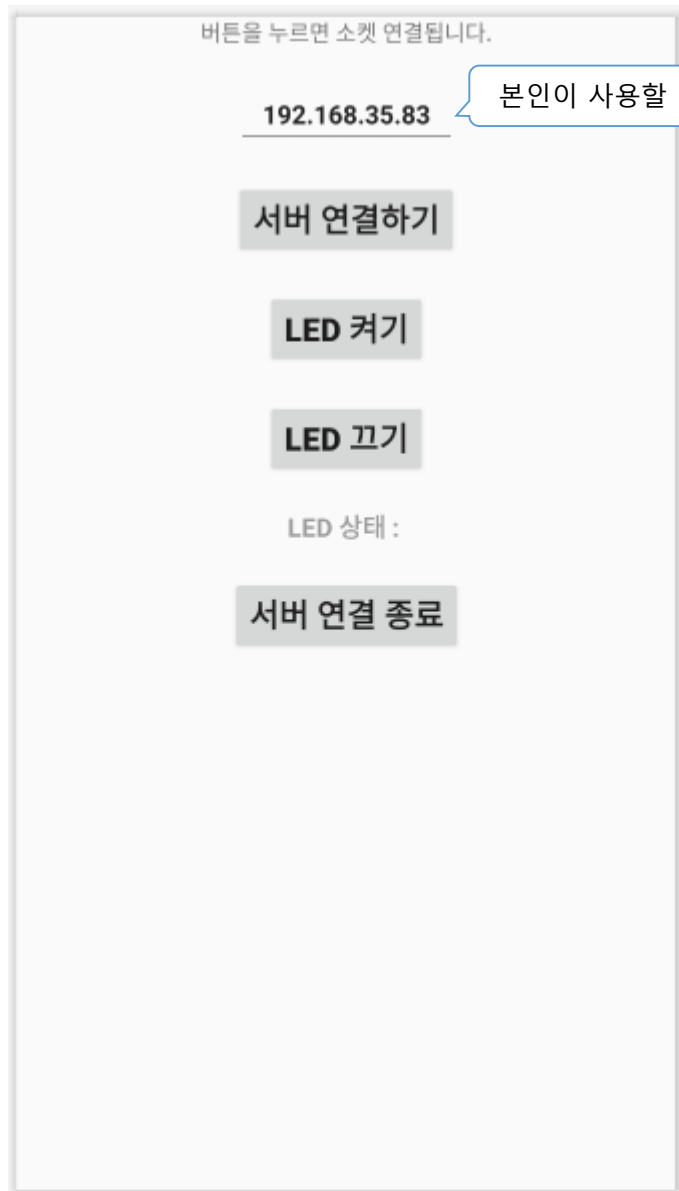 버튼을 누르면 소켓 연결됩니다.
192.168.35.83
본인이 사용할
서버 연결하기
LED 켜기
LED 끄기
LED 상태 :
서버 연결 종료